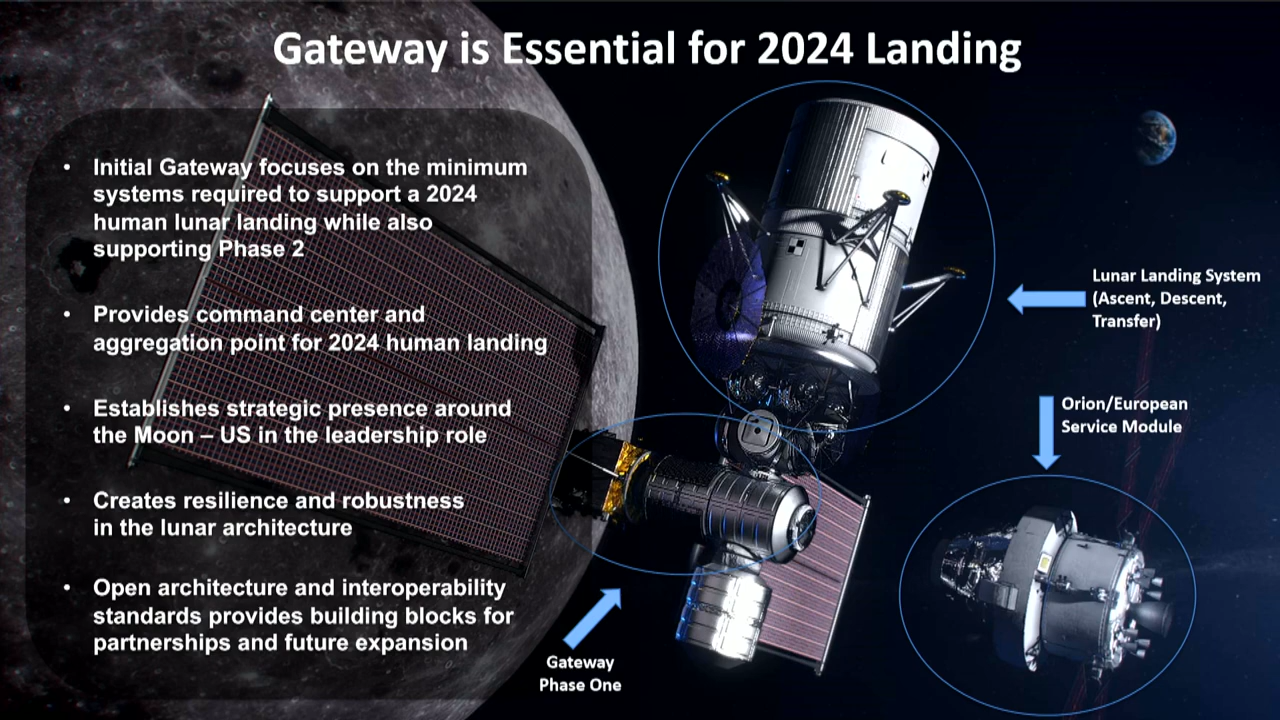 Gateway is Essential for 2024 Landing
• Initial Gateway focuses on the minimum
systems required to support a 2024
human lunar landing while also
supporting Phase 2
• Provides command center and
aggregation point for 2024 human landing
• Establishes strategic presence around
the Moon – US in the leadership role
• Creates resilience and robustness
in the lunar architecture
• Open architecture and interoperability
standards provides building blocks for
partnerships and future expansion
Lunar Landing System
(Ascent, Descent,
Transfer)
Orion/European
Service Module
Gateway
Phase One